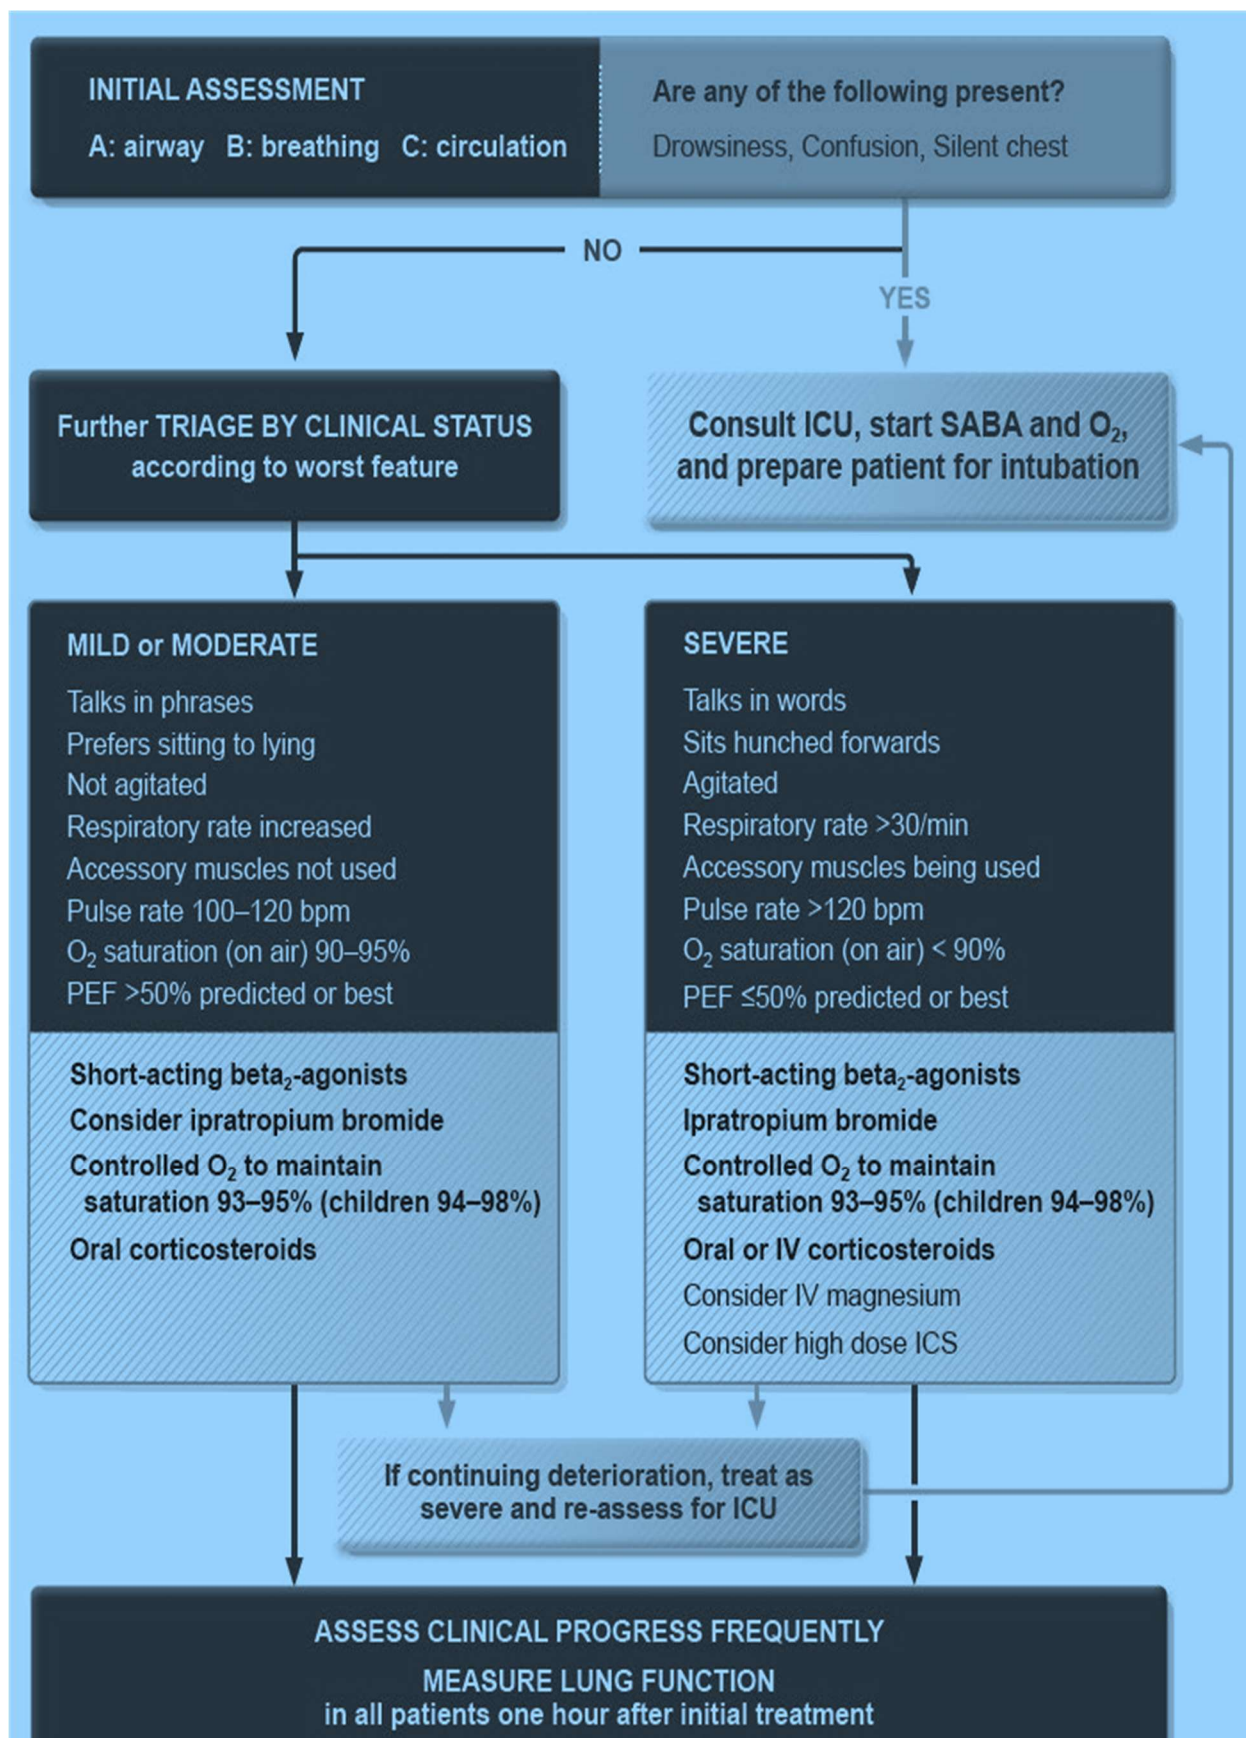 INITIAL ASSESSMENT
A: airway B: breathing C: circulation
Are any of the following present?
Drowsiness, Confusion, Silent chest
NO
YES
Further TRIAGE BY CLINICAL STATUS
according to worst feature
Consult ICU, start SABA and O₂,
and prepare patient for intubation
MILD or MODERATE
Talks in phrases
Prefers sitting to lying
Not agitated
Respiratory rate increased
Accessory muscles not used
Pulse rate 100–120 bpm
O₂ saturation (on air) 90–95%
PEF >50% predicted or best
Short-acting beta₂-agonists
Consider ipratropium bromide
Controlled O₂ to maintain
saturation 93–95% (children 94–98%)
Oral corticosteroids
SEVERE
Talks in words
Sits hunched forwards
Agitated
Respiratory rate >30/min
Accessory muscles being used
Pulse rate >120 bpm
O₂ saturation (on air) < 90%
PEF ≤50% predicted or best
Short-acting beta₂-agonists
Ipratropium bromide
Controlled O₂ to maintain
saturation 93–95% (children 94–98%)
Oral or IV corticosteroids
Consider IV magnesium
Consider high dose ICS
If continuing deterioration, treat as
severe and re-assess for ICU
ASSESS CLINICAL PROGRESS FREQUENTLY
MEASURE LUNG FUNCTION
in all patients one hour after initial treatment